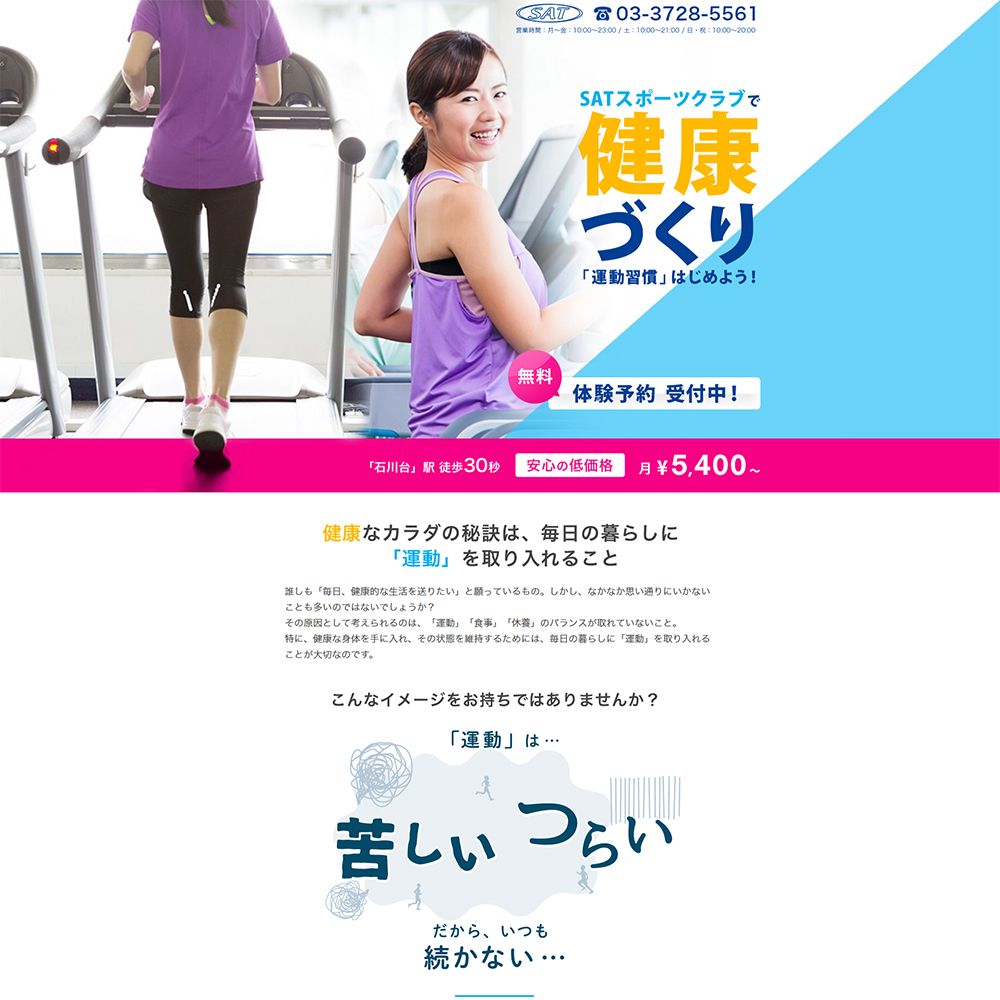 SAT ☎03-3728-5561
営業時間：月～金：10:00～23:00 / 土：10:00～21:00 / 日・祝：10:00～20:00
SATスポーツクラブで
健康
づくり
「運動習慣」はじめよう！
無料
体験予約 受付中！
「石川台」駅 徒歩30秒 安心の低価格 月￥5,400～
健康なカラダの秘訣は、毎日の暮らしに
「運動」を取り入れること
誰しも「毎日、健康的な生活を送りたい」と願っているもの。しかし、なかなか思い通りにいかない
ことも多いのではないでしょうか？
その原因として考えられるのは、「運動」「食事」「休養」のバランスが取れていないこと。
特に、健康な身体を手に入れ、その状態を維持するためには、毎日の暮らしに「運動」を取り入れる
ことが大切なのです。
こんなイメージをお持ちではありませんか？
「運動」は…
苦しい つらい
だから、いつも
続かない…